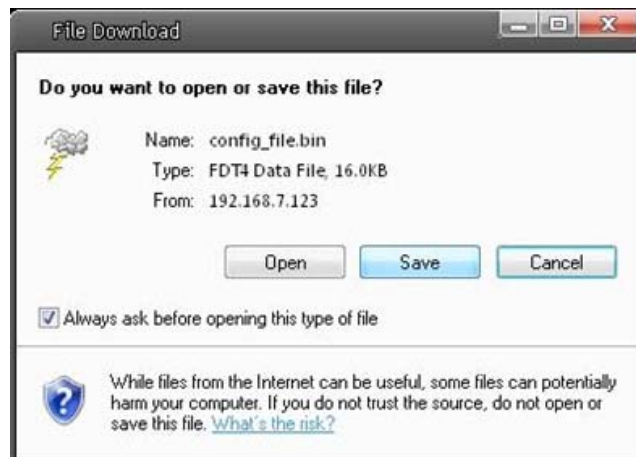 File Download
Do you want to open or save this file?
Name: config_file.bin
Type: FDT4 Data File, 16.0KB
From: 192.168.7.123
Open Save Cancel
Always ask before opening this type of file
While files from the Internet can be useful, some files can potentially
harm your computer. If you do not trust the source, do not open or
save this file. What's the risk?